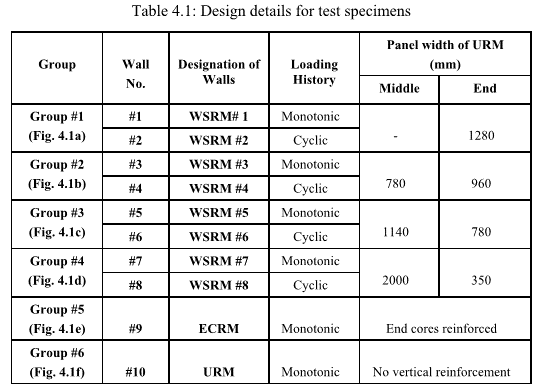 Table 4.1: Design details for test specimens
Group
Wall
No.
Designation of
Walls
Loading
History
Panel width of URM
(mm)
Middle
End
Group #1
(Fig. 4.1a)
#1
WSRM# 1
Monotonic
-
1280
#2
WSRM #2
Cyclic
Group #2
(Fig. 4.1b)
#3
WSRM #3
Monotonic
780
960
#4
WSRM #4
Cyclic
Group #3
(Fig. 4.1c)
#5
WSRM #5
Monotonic
1140
780
#6
WSRM #6
Cyclic
Group #4
(Fig. 4.1d)
#7
WSRM #7
Monotonic
2000
350
#8
WSRM #8
Cyclic
Group #5
(Fig. 4.1e)
#9
ECRM
Monotonic
End cores reinforced
Group #6
(Fig. 4.1f)
#10
URM
Monotonic
No vertical reinforcement